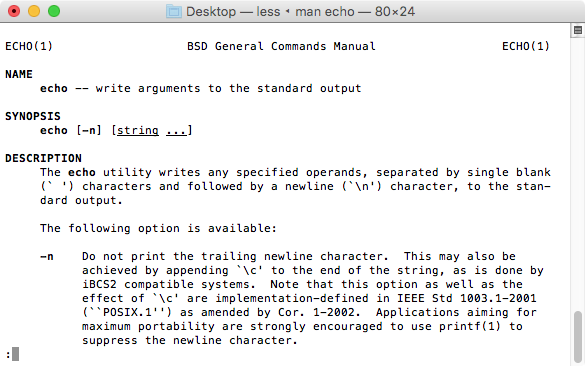 Desktop — less ◂ man echo — 80×24
ECHO(1) BSD General Commands Manual ECHO(1)
NAME
echo -- write arguments to the standard output
SYNOPSIS
echo [-n] [string ...]
DESCRIPTION
The echo utility writes any specified operands, separated by single blank
(` ') characters and followed by a newline (`\n') character, to the stan-
dard output.
The following option is available:
-n Do not print the trailing newline character. This may also be
achieved by appending `\c' to the end of the string, as is done by
iBCS2 compatible systems. Note that this option as well as the
effect of `\c' are implementation-defined in IEEE Std 1003.1-2001
(``POSIX.1'') as amended by Cor. 1-2002. Applications aiming for
maximum portability are strongly encouraged to use printf(1) to
suppress the newline character.
: